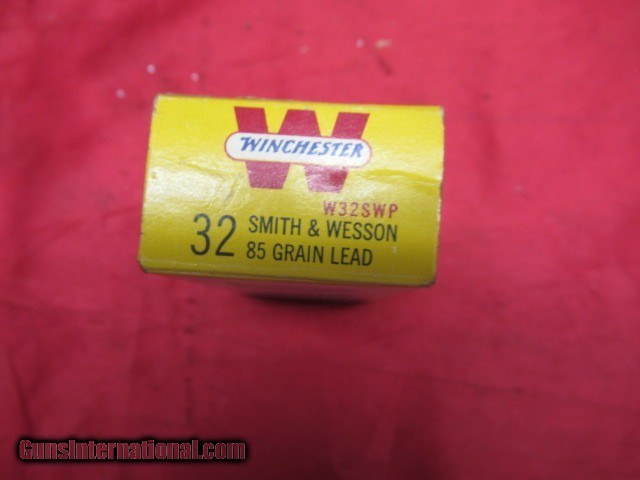 W
WINCHESTER
W32SWP
32 SMITH & WESSON
85 GRAIN LEAD
GunsInternational.com